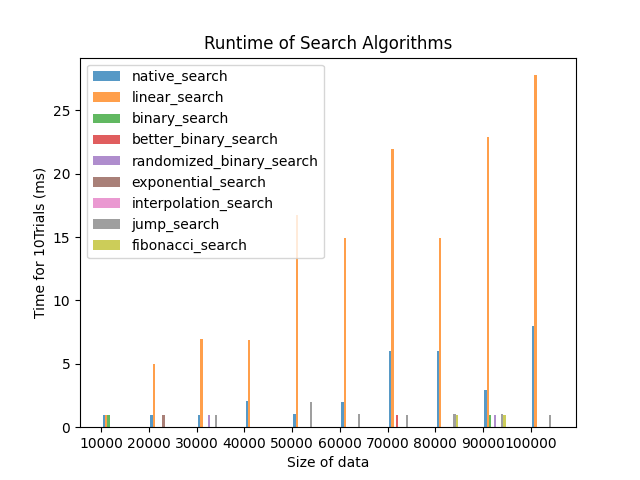 Runtime of Search Algorithms
native_search
linear_search
binary_search
better_binary_search
randomized_binary_search
exponential_search
interpolation_search
jump_search
fibonacci_search
Time for 10Trials (ms)
25
20
15
10
5
0
10000 20000 30000 40000 50000 60000 70000 80000 90000 100000
Size of data